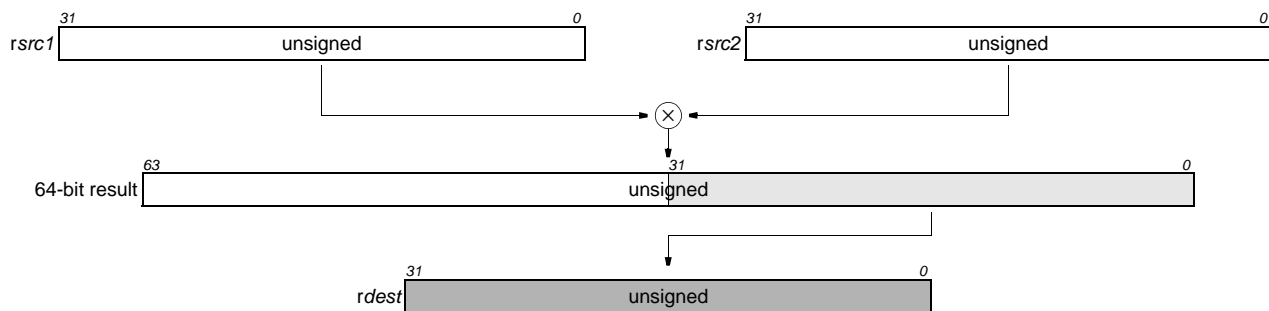 31 0 31 0
rsrc1 unsigned rsrc2 unsigned
63 31 0
64-bit result unsigned
31 0
rdest unsigned